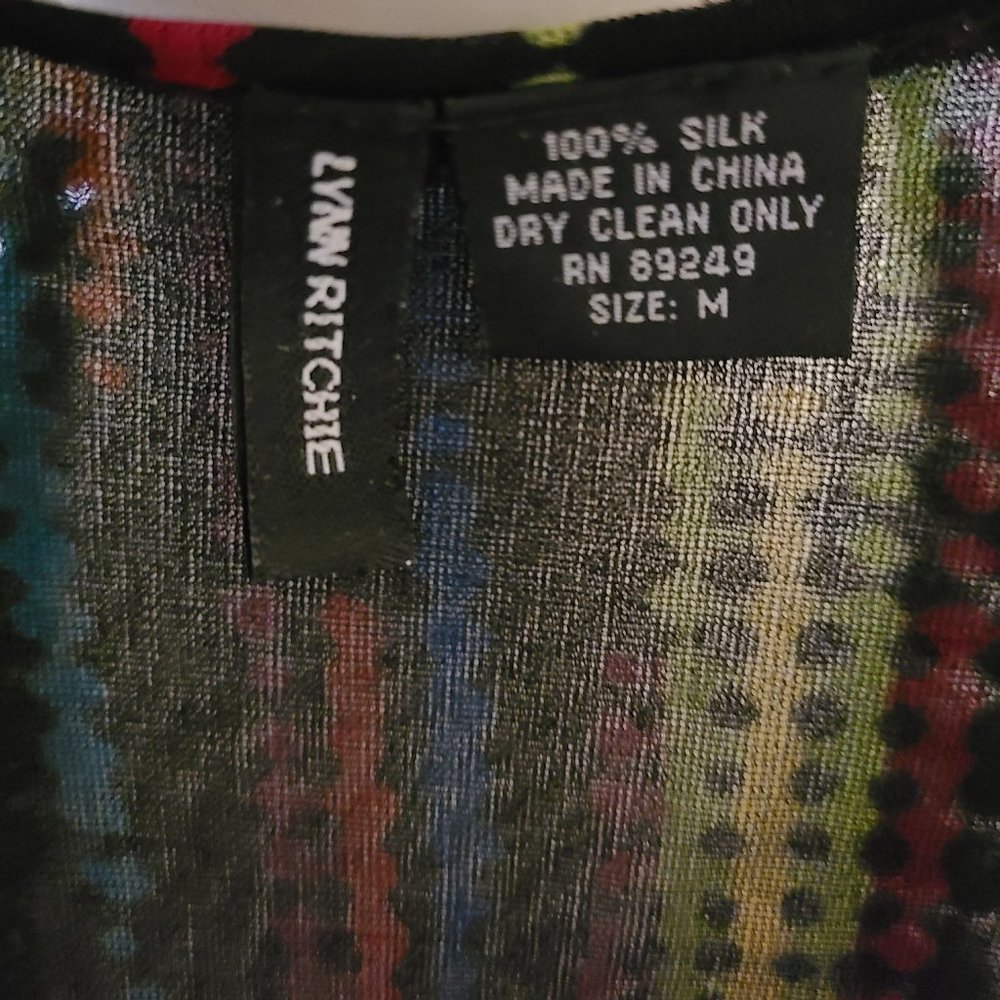 LYNN RITCHIE
100% SILK
MADE IN CHINA
DRY CLEAN ONLY
RN 89249
SIZE: M